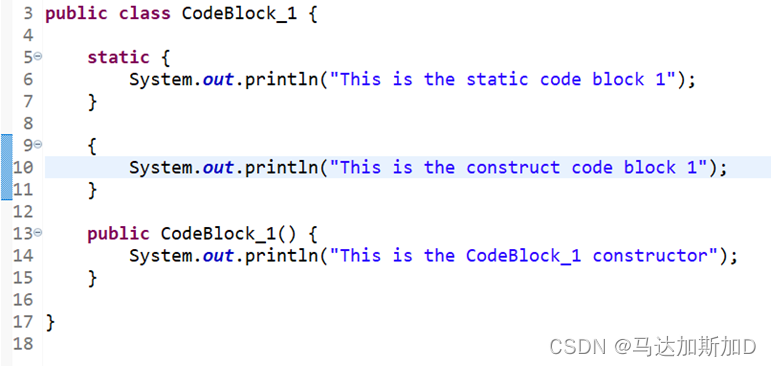 3 public class CodeBlock_1 {
4
5 static {
6 System.out.println("This is the static code block 1");
7 }
8
9 {
10 System.out.println("This is the construct code block 1");
11 }
12
13 public CodeBlock_1() {
14 System.out.println("This is the CodeBlock_1 constructor");
15 }
16
17 }
18
CSDN @马达加斯加D